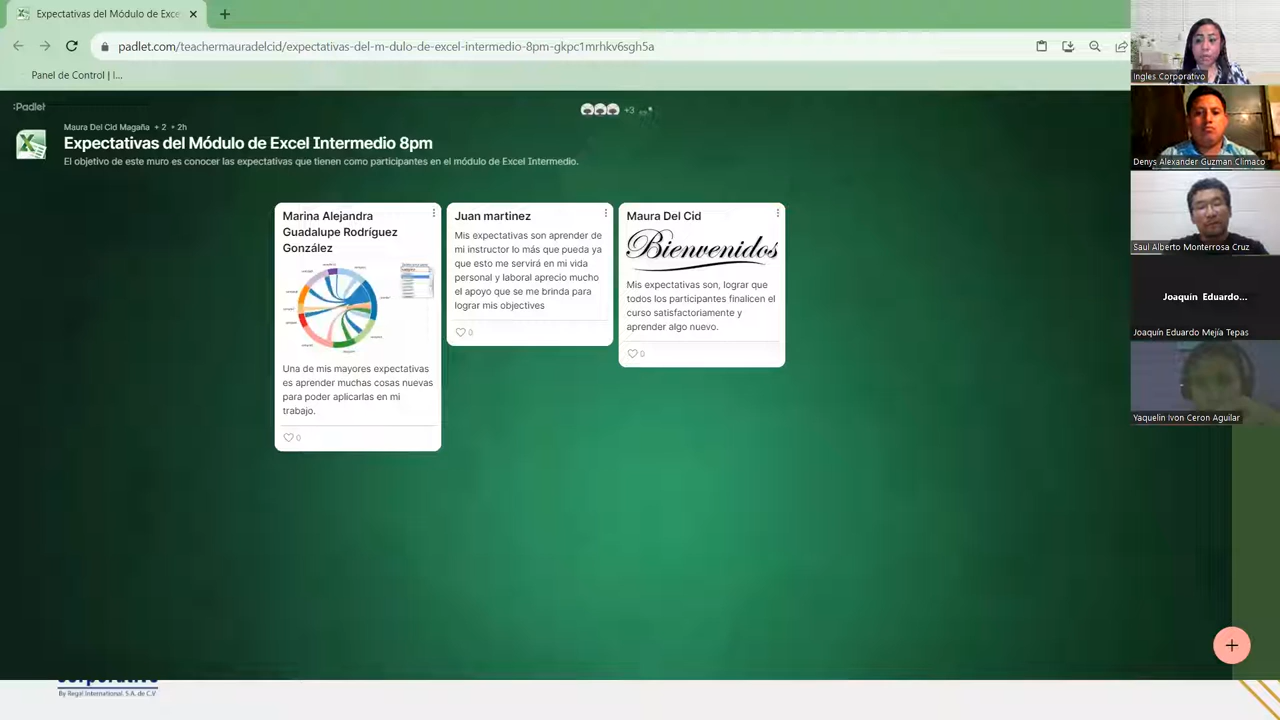 Expectativas del Módulo de Exce
padlet.com/teachermauradelcid/expectativas-del-m-dulo-de-excel-intermedio-8pm-gkpc1mrhkv6sgh5a
Panel de Control | I...
:Padlet
+3
Maura Del Cid Magaña + 2 • 2h
Expectativas del Módulo de Excel Intermedio 8pm
El objetivo de este muro es conocer las expectativas que tienen como participantes en el módulo de Excel Intermedio.
Marina Alejandra
Guadalupe Rodríguez
González
Una de mis mayores expectativas
es aprender muchas cosas nuevas
para poder aplicarlas en mi
trabajo.
0
Juan martinez
Mis expectativas son aprender de
mi instructor lo más que pueda ya
que esto me servirá en mi vida
personal y laboral aprecio mucho
el apoyo que se me brinda para
lograr mis objectives
0
Maura Del Cid
Bienvenidos
Mis expectativas son, lograr que
todos los participantes finalicen el
curso satisfactoriamente y
aprender algo nuevo.
0
Ingles Corporativo
Denys Alexander Guzman Climaco
Saul Alberto Monterrosa Cruz
Joaquín Eduardo...
Joaquín Eduardo Mejía Tepas
Yaquelin Ivon Ceron Aguilar
By Regal International. S.A. de C.V